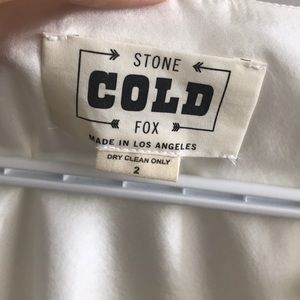 STONE
COLD
FOX
MADE IN LOS ANGELES
DRY CLEAN ONLY
2